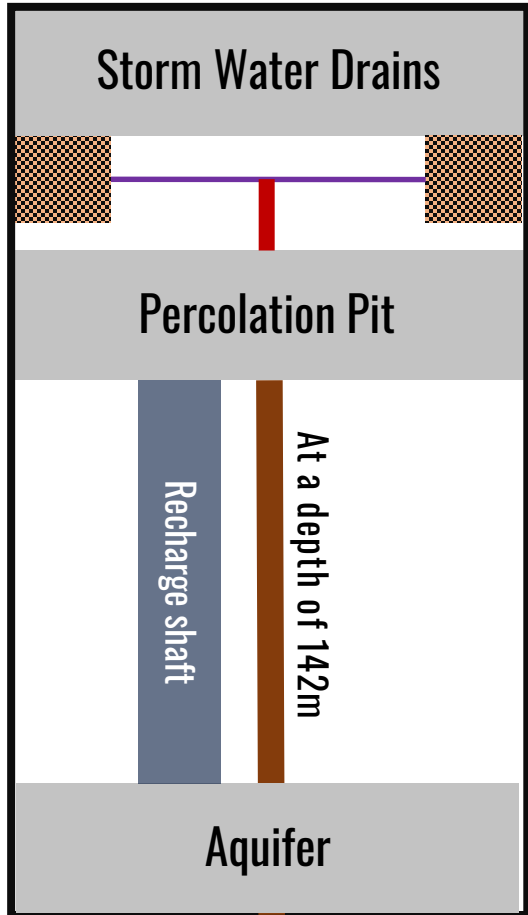 Storm Water Drains
Percolation Pit
Recharge shaft
At a depth of 142m
Aquifer